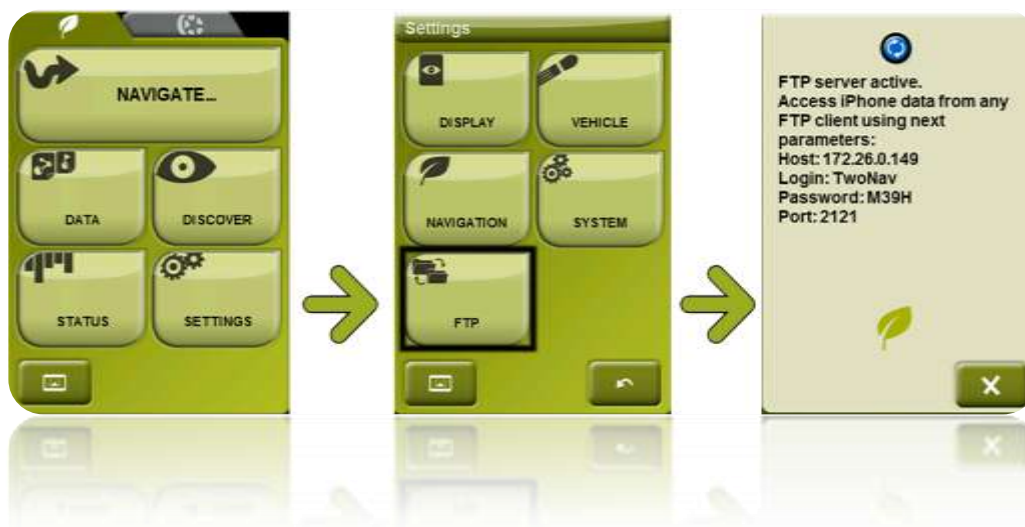 NAVIGATE...
DATA
DISCOVER
STATUS
SETTINGS
Settings
DISPLAY
VEHICLE
NAVIGATION
SYSTEM
FTP
FTP server active.
Access iPhone data from any
FTP client using next
parameters:
Host: 172.26.0.149
Login: TwoNav
Password: M39H
Port: 2121